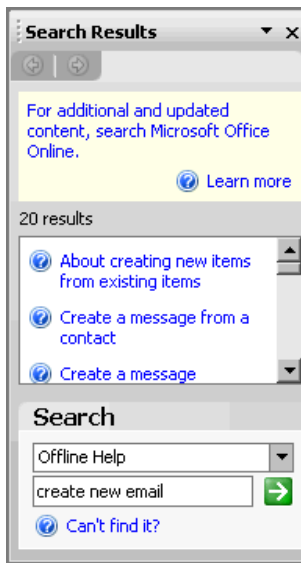 Search Results
For additional and updated
content, search Microsoft Office
Online.
Learn more
20 results
About creating new items
from existing items
Create a message from a
contact
Create a message
Search
Offline Help
create new email
Can't find it?